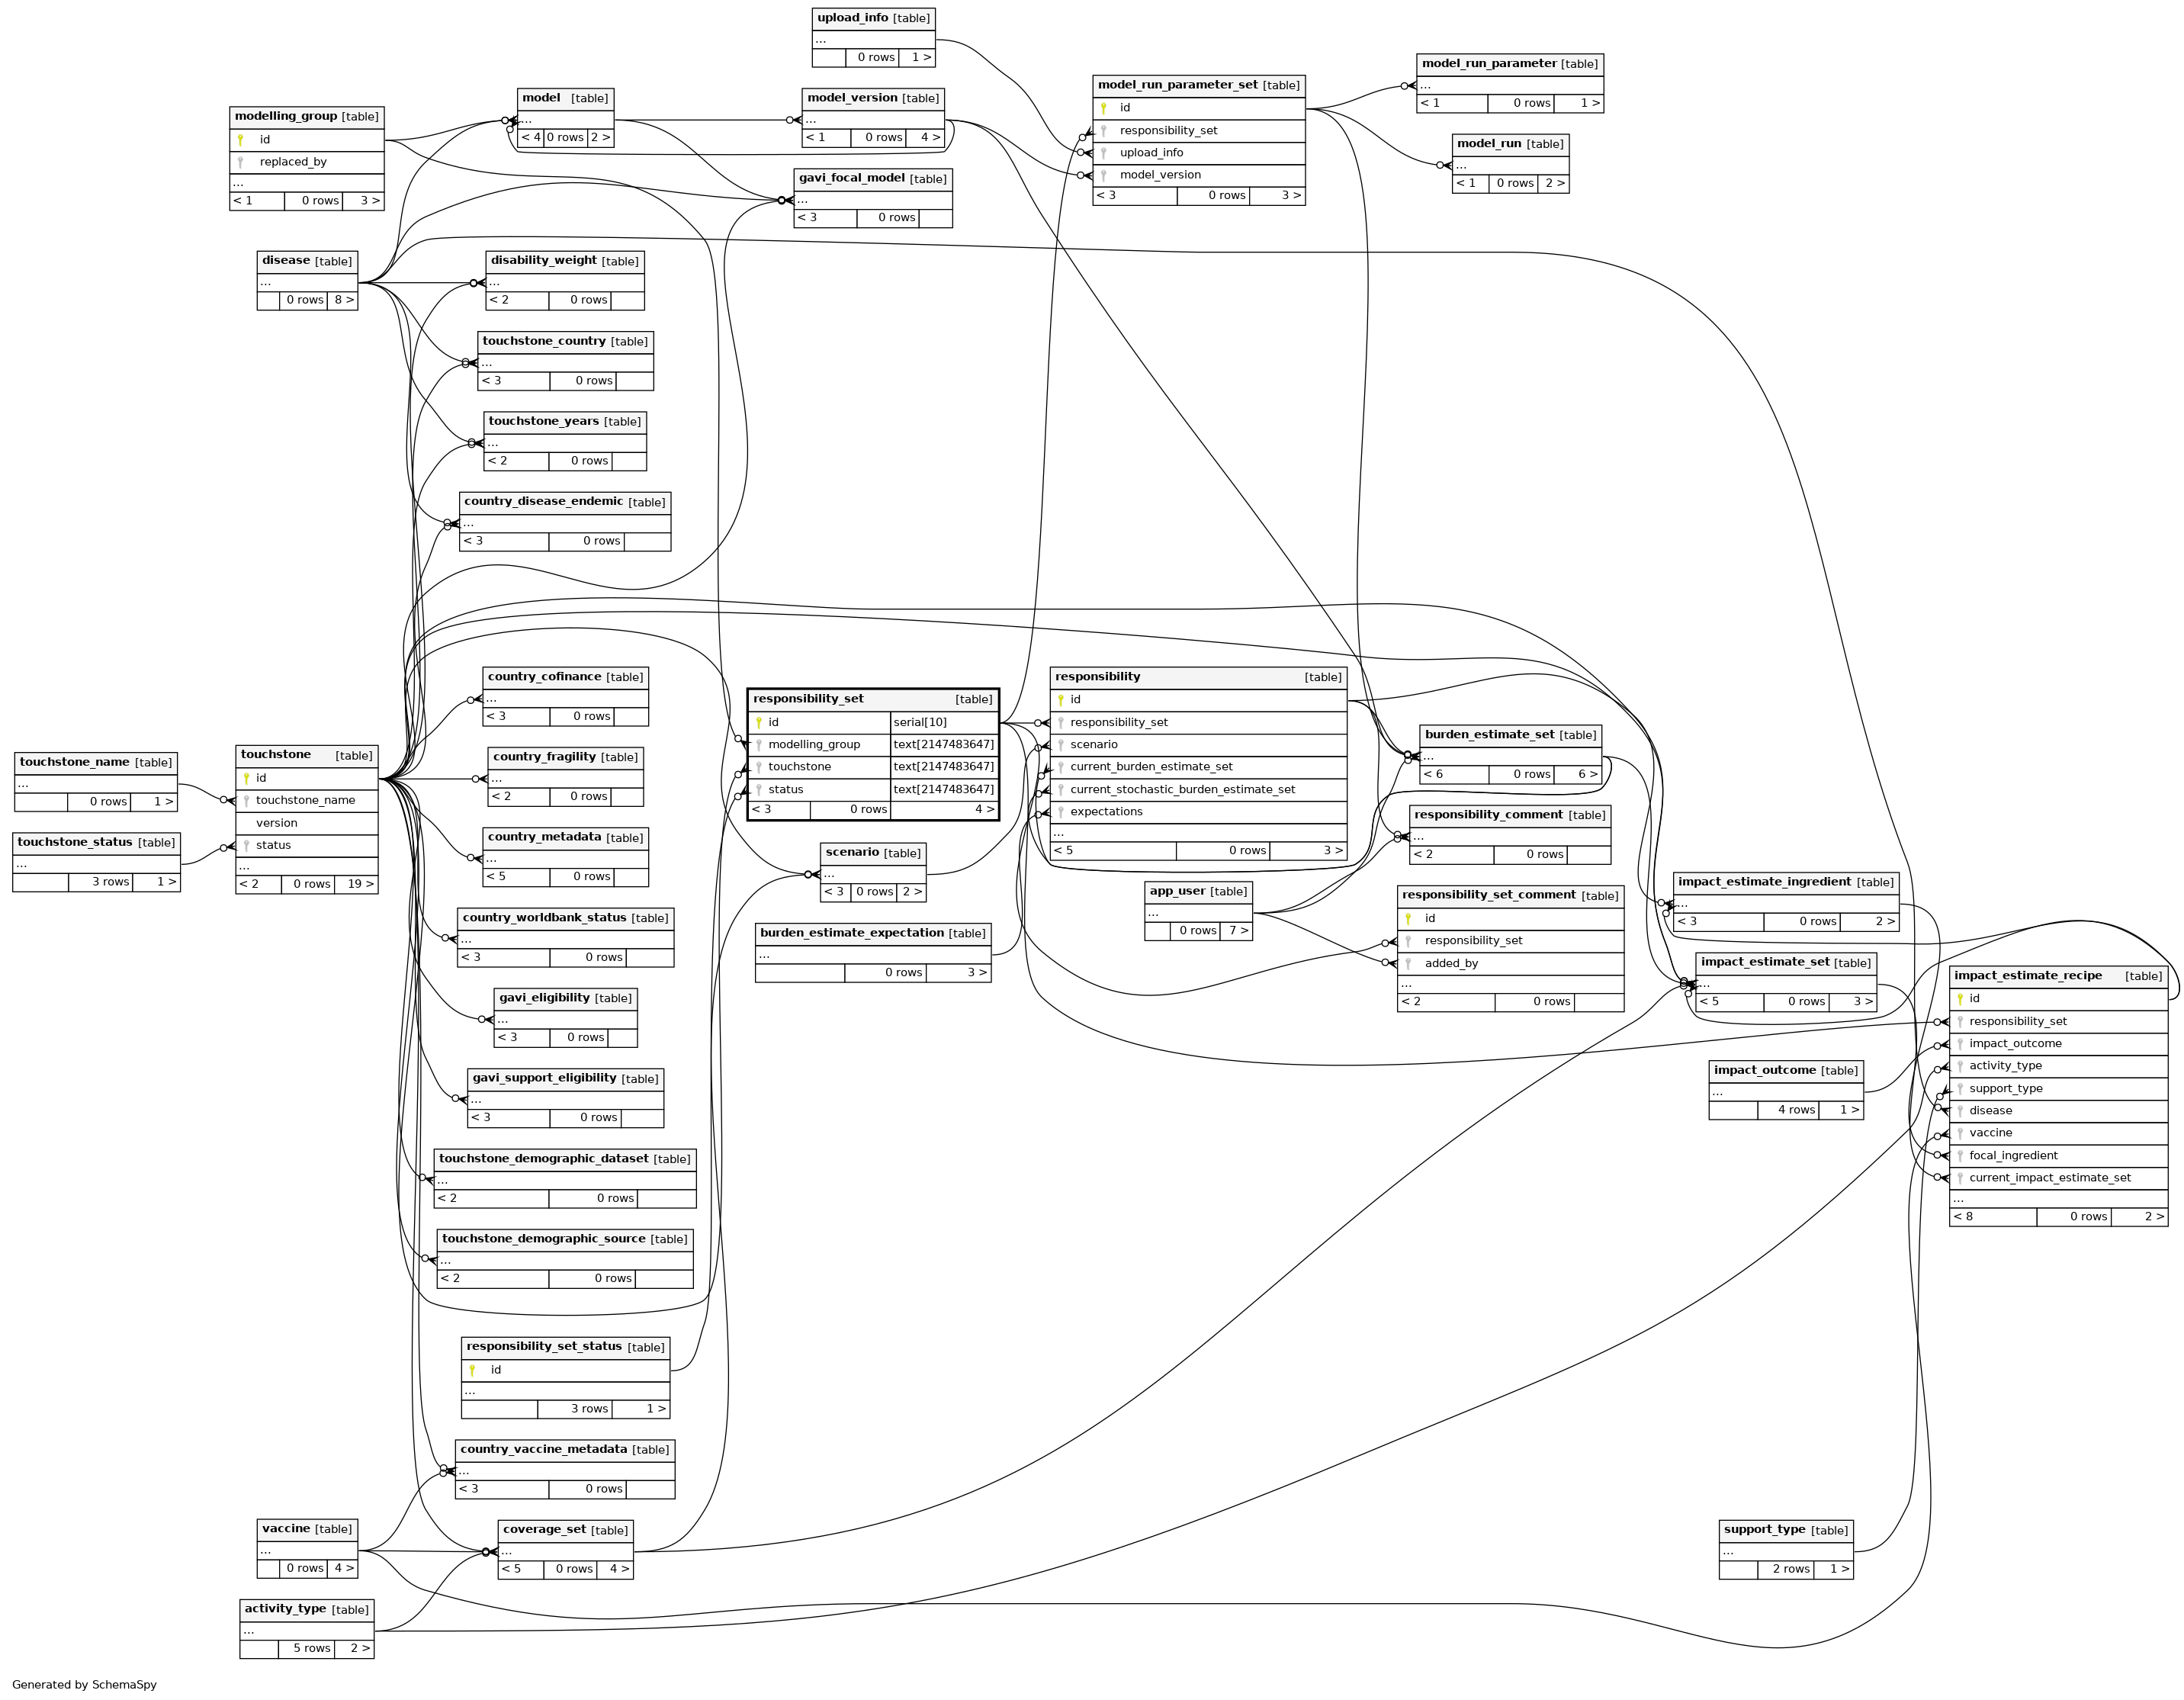 upload_info [table]
...
0 rows 1 >
model_run_parameter [table]
...
< 1 0 rows 1 >
model_run_parameter_set [table]
id
responsibility_set
upload_info
model_version
< 3 0 rows 3 >
model [table]
...
< 4 0 rows 2 >
model_version [table]
...
< 1 0 rows 4 >
modelling_group [table]
id
replaced_by
...
< 1 0 rows 3 >
model_run [table]
...
< 1 0 rows 2 >
gavi_focal_model [table]
...
< 3 0 rows
disease [table]
...
0 rows 8 >
disability_weight [table]
...
< 2 0 rows
touchstone_country [table]
...
< 3 0 rows
touchstone_years [table]
...
< 2 0 rows
country_disease_endemic [table]
...
< 3 0 rows
country_cofinance [table]
...
< 3 0 rows
responsibility_set [table]
id serial[10]
modelling_group text[2147483647]
touchstone text[2147483647]
status text[2147483647]
< 3 0 rows 4 >
responsibility [table]
id
responsibility_set
scenario
current_burden_estimate_set
current_stochastic_burden_estimate_set
expectations
...
< 5 0 rows 3 >
burden_estimate_set [table]
...
< 6 0 rows 6 >
touchstone_name [table]
...
0 rows 1 >
touchstone [table]
id
touchstone_name
version
status
...
< 2 0 rows 19 >
country_fragility [table]
...
< 2 0 rows
touchstone_status [table]
...
3 rows 1 >
country_metadata [table]
...
< 5 0 rows
responsibility_comment [table]
...
< 2 0 rows
scenario [table]
...
< 3 0 rows 2 >
app_user [table]
...
0 rows 7 >
responsibility_set_comment [table]
id
responsibility_set
added_by
...
< 2 0 rows
impact_estimate_ingredient [table]
...
< 3 0 rows 2 >
country_worldbank_status [table]
...
< 3 0 rows
burden_estimate_expectation [table]
...
0 rows 3 >
impact_estimate_set [table]
...
< 5 0 rows 3 >
impact_estimate_recipe [table]
id
responsibility_set
impact_outcome
activity_type
support_type
disease
vaccine
focal_ingredient
current_impact_estimate_set
...
< 8 0 rows 2 >
gavi_eligibility [table]
...
< 3 0 rows
impact_outcome [table]
...
4 rows 1 >
gavi_support_eligibility [table]
...
< 3 0 rows
touchstone_demographic_dataset [table]
...
< 2 0 rows
touchstone_demographic_source [table]
...
< 2 0 rows
responsibility_set_status [table]
id
...
3 rows 1 >
country_vaccine_metadata [table]
...
< 3 0 rows
vaccine [table]
...
0 rows 4 >
coverage_set [table]
...
< 5 0 rows 4 >
support_type [table]
...
2 rows 1 >
activity_type [table]
...
5 rows 2 >
Generated by SchemaSpy